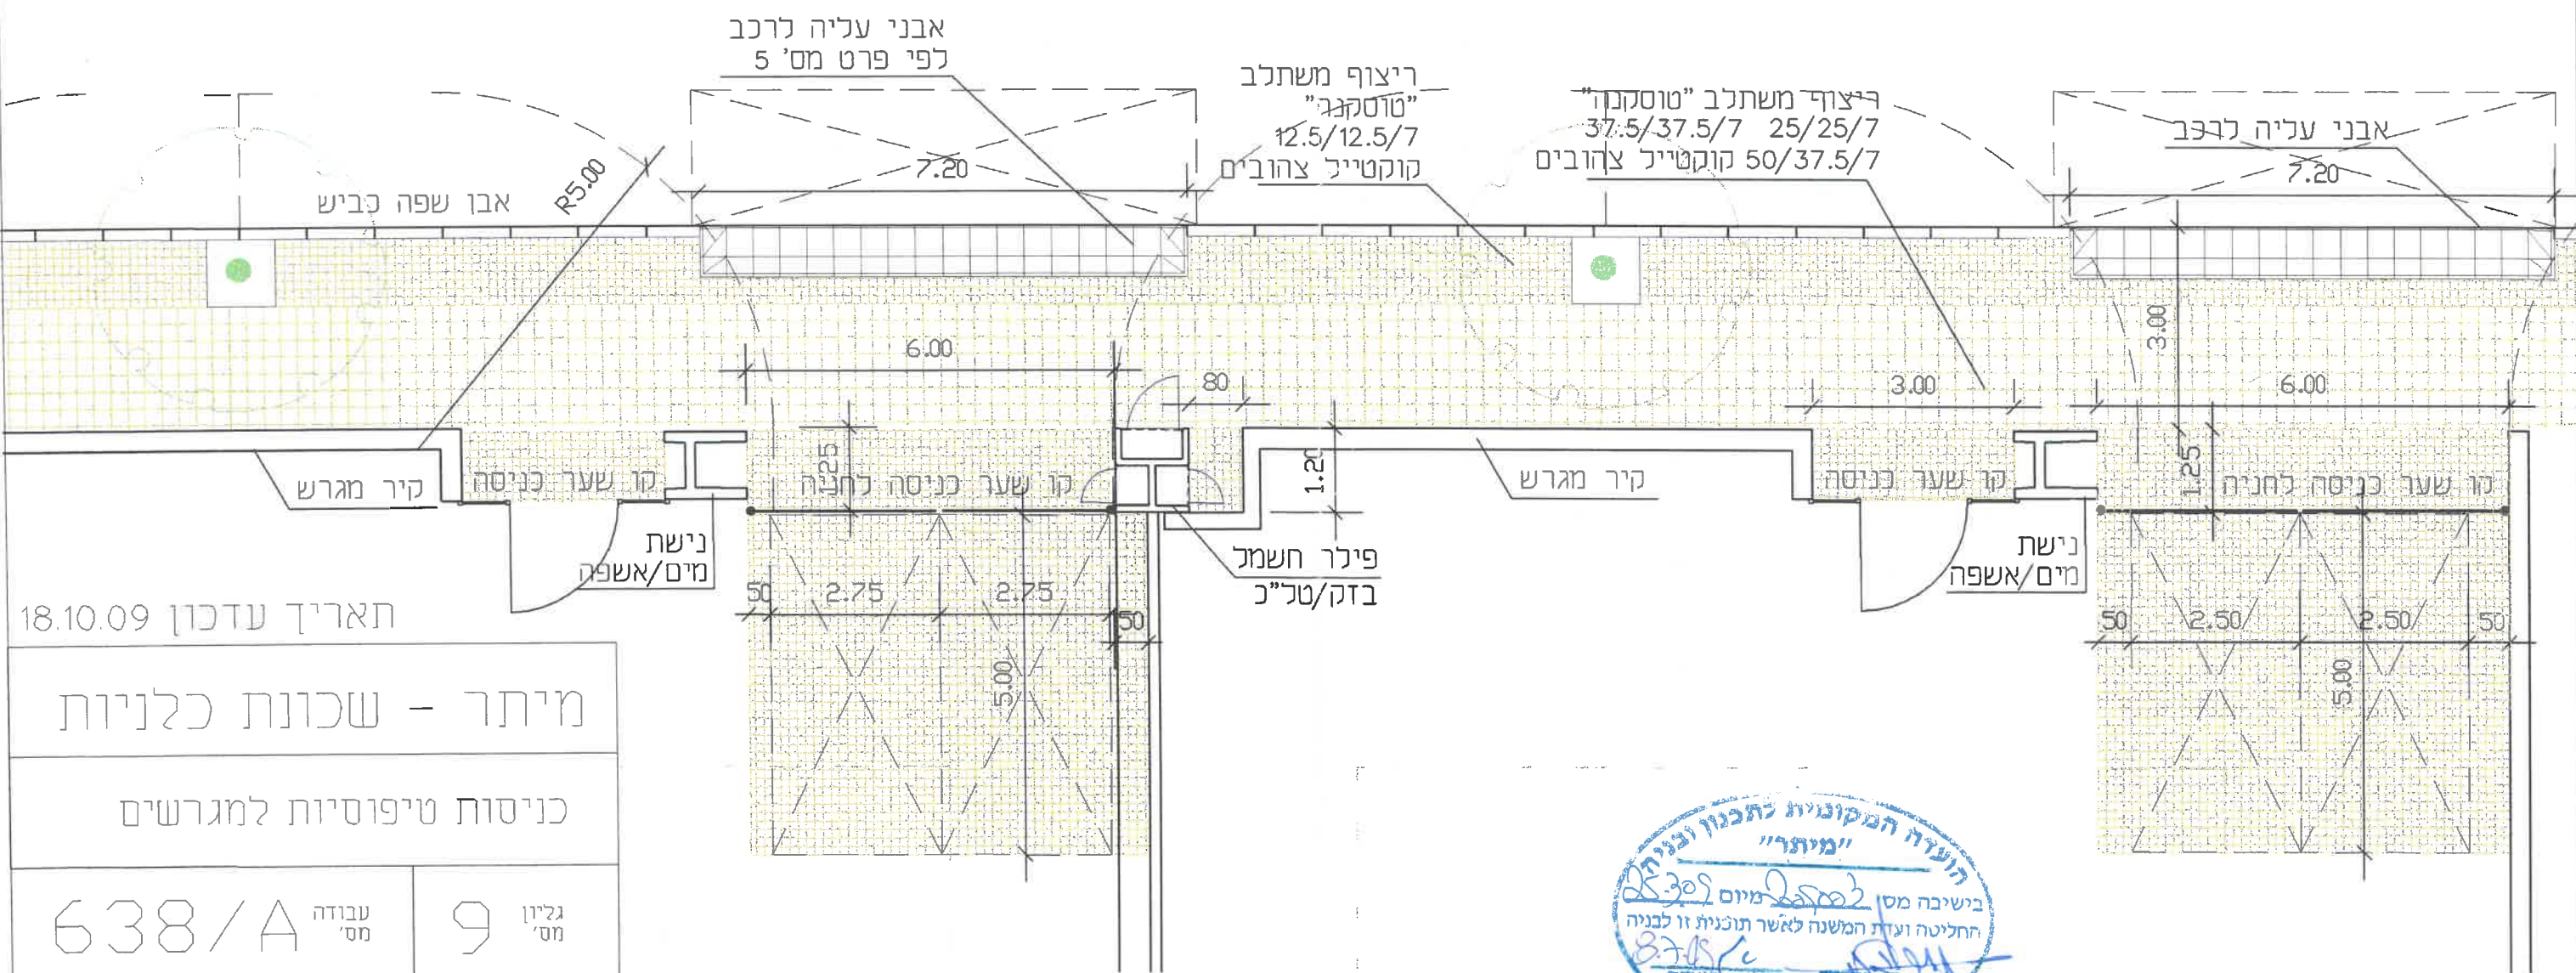 אבני עליה לרכב
לפי פרט מס' 5
ריצוף משתלב
"טוסקנה"
12.5/12.5/7
קוקטייל צהובים
ריצוף משתלב "טוסקנה"
37.5/37.5/7 25/25/7
50/37.5/7 קוקטייל צהובים
אבני עליה לרכב
7.20
7.20
אבן שפה כביש
R5.00
6.00
80
3.00
3.00
6.00
קיר מגרש
קו שער כניסה
1.25
קו שער כניסה לחניה
1.20
קיר מגרש
קו שער כניסה
1.25
קו שער כניסה לחניה
נישת
מים/אשפה
פילר חשמל
בזק/טל"כ
נישת
מים/אשפה
50
2.75
2.75
50
5.00
50
2.50
2.50
50
5.00
תאריך עדכון 18.10.09
מיתר - שכונת כלניות
כניסות טיפוסיות למגרשים
גליון
מס'
9
עבודה
מס'
638/A
הועדה המקומית לתכנון ובניה
"מיתר"
בישיבה מס' מיום
החליטה ועדת המשנה לאשר תוכנית זו לבניה